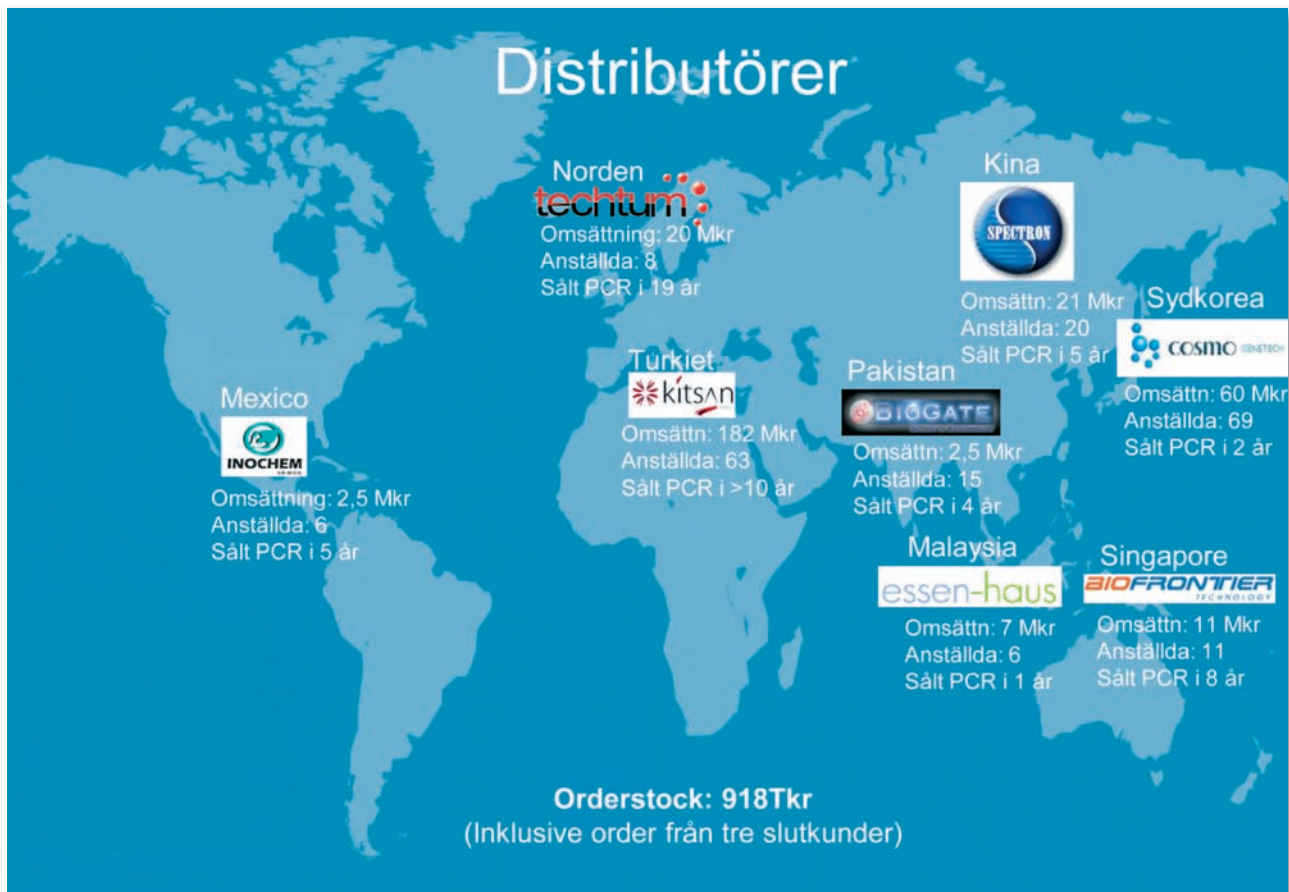 Distributörer
Norden
techtum
Omsättning: 20 Mkr
Anställda: 8
Sålt PCR i 19 år
Kina
SPECTRON
Omsättn: 21 Mkr
Anställda: 20
Sålt PCR i 5 år
Sydkorea
cosmo GENETECH
Omsättn: 60 Mkr
Anställda: 69
Sålt PCR i 2 år
Turkiet
kitsan
Omsättn: 182 Mkr
Anställda: 63
Sålt PCR i >10 år
Pakistan
BIOGATE
Omsättn: 2,5 Mkr
Anställda: 15
Sålt PCR i 4 år
Mexico
INOCHEM
Omsättning: 2,5 Mkr
Anställda: 6
Sålt PCR i 5 år
Malaysia
essen-haus
Omsättn: 7 Mkr
Anställda: 6
Sålt PCR i 1 år
Singapore
BIOFRONTIER
TECHNOLOGY
Omsättn: 11 Mkr
Anställda: 11
Sålt PCR i 8 år
Orderstock: 918Tkr
(Inklusive order från tre slutkunder)